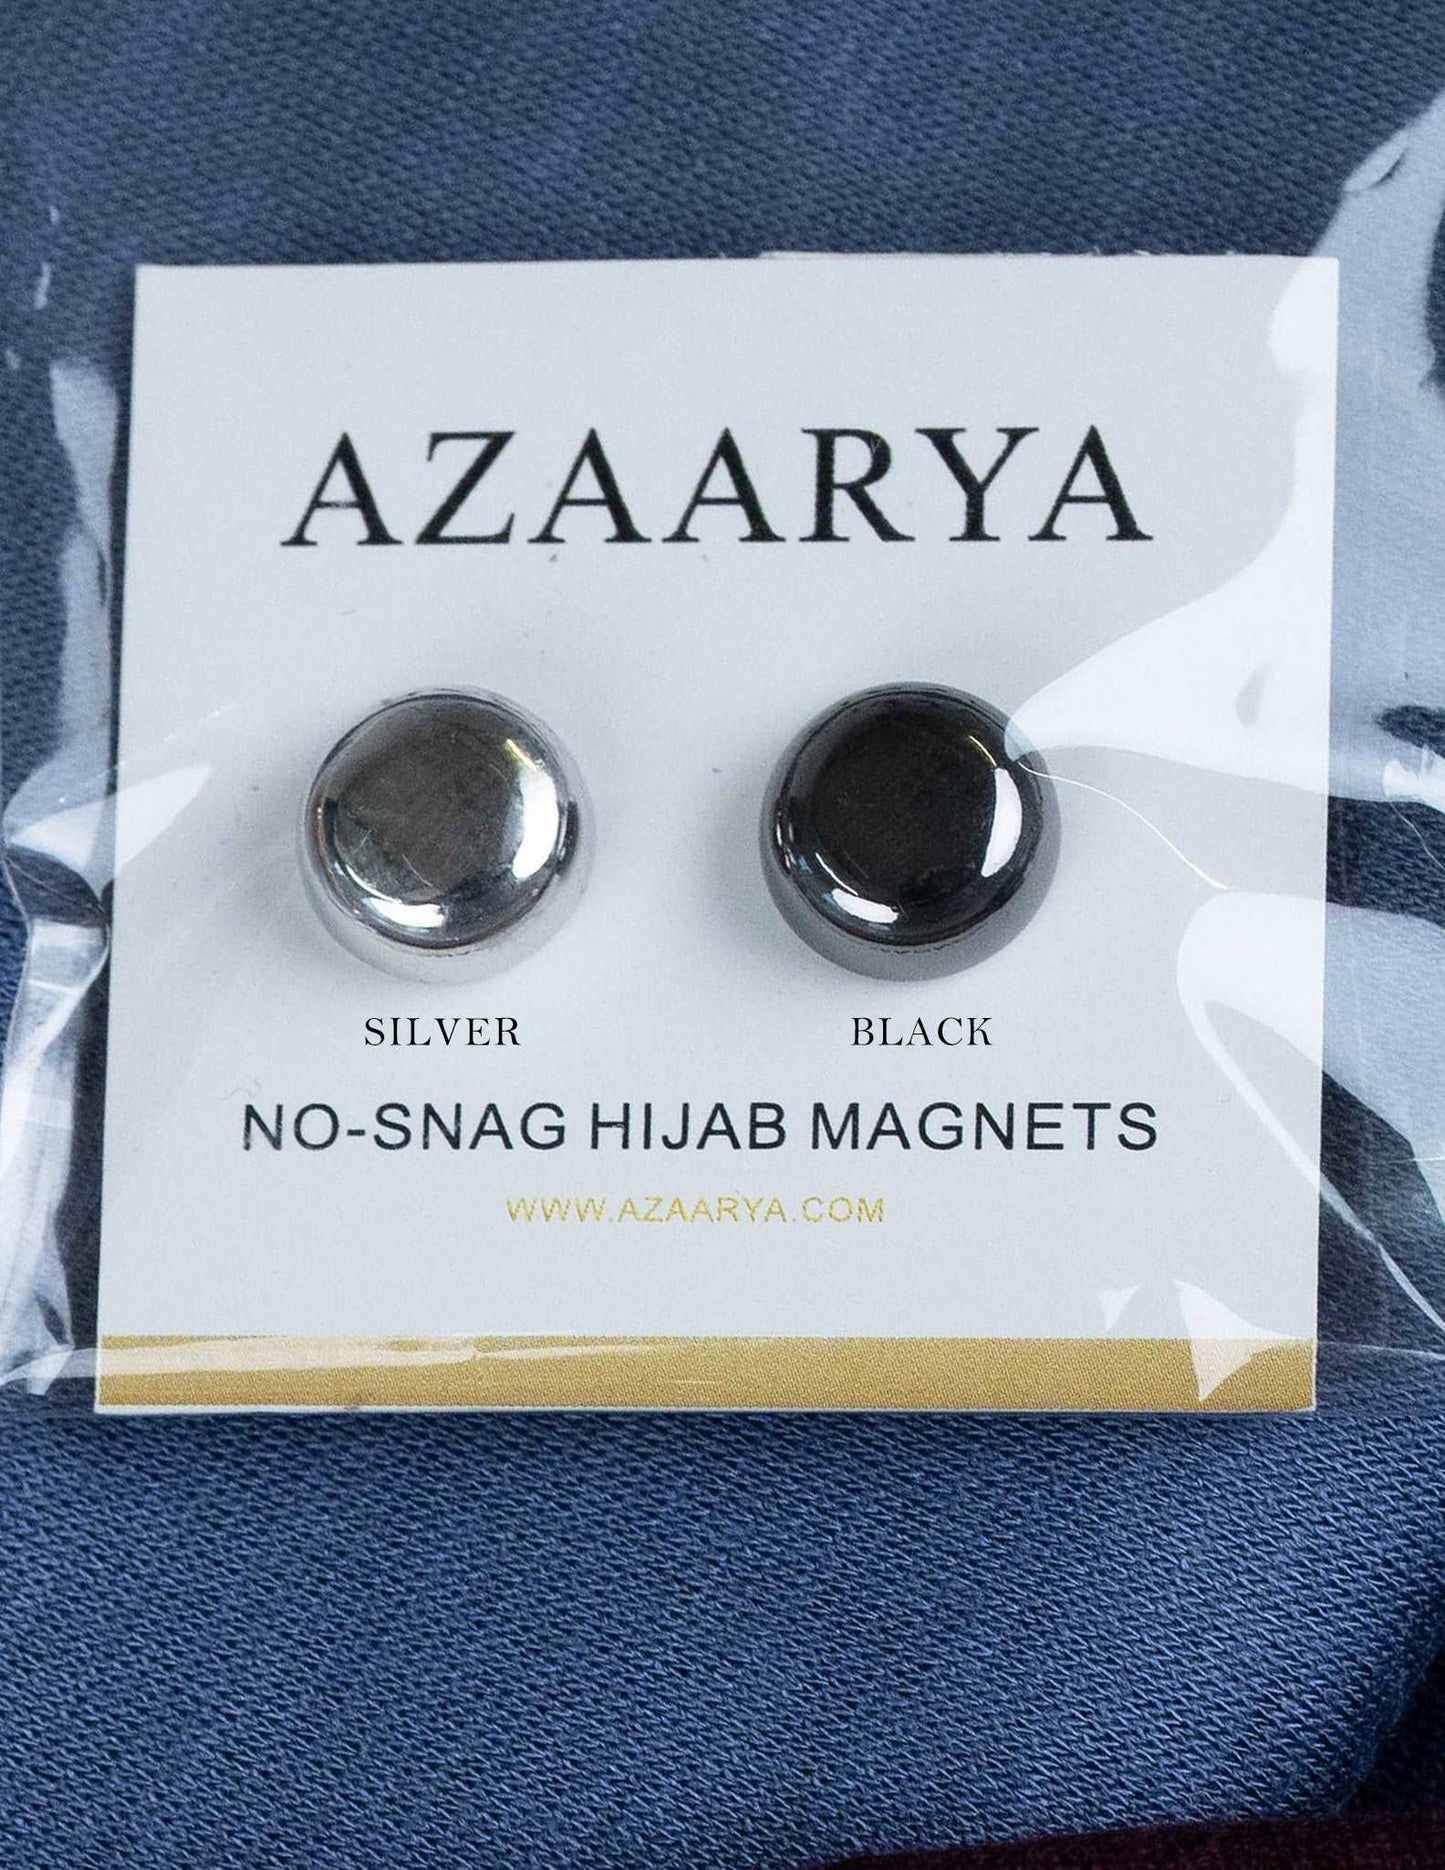 AZAARYA
SILVER BLACK
NO-SNAG HIJAB MAGNETS
WWW.AZAARYA.COM